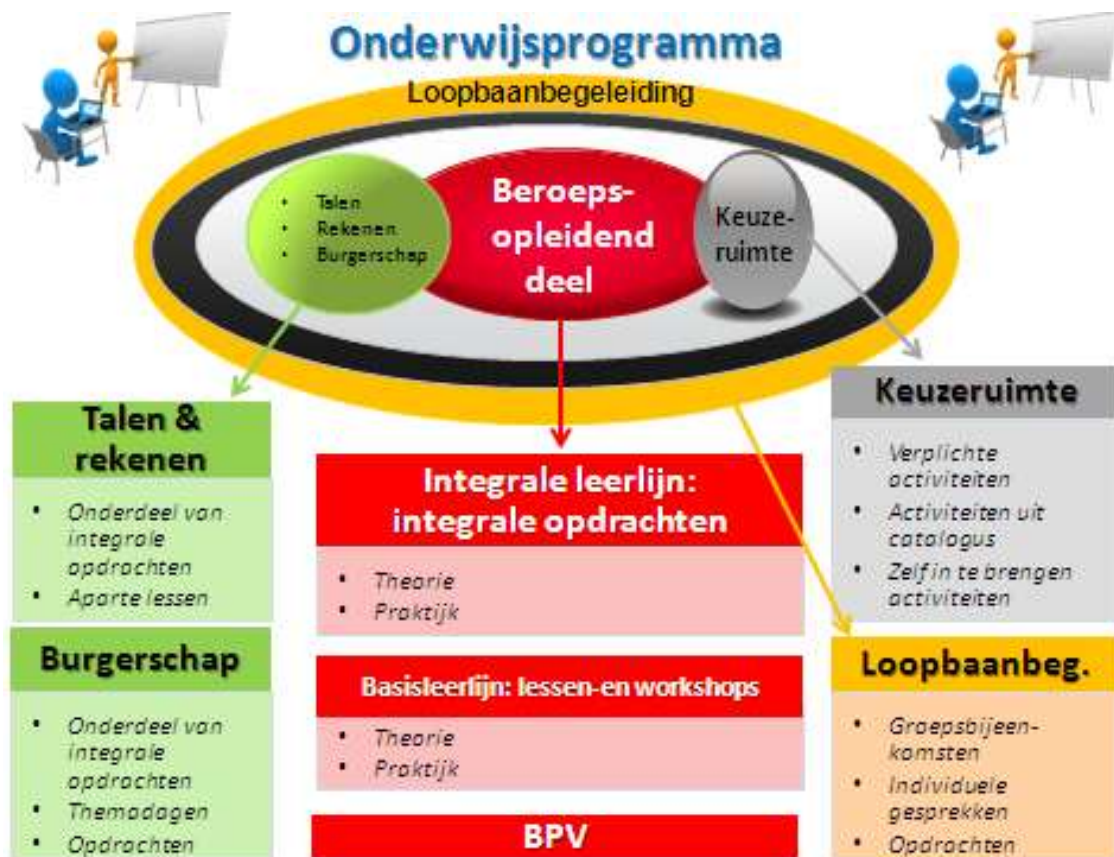 Onderwijsprogramma
Loopbaanbegeleiding
• Talen
• Rekenen
• Burgerschap
Beroeps-
opleidend
deel
Keuze-
ruimte
Talen &
rekenen
• Onderdeel van
integrale
opdrachten
• Aparte lessen
Burgerschap
• Onderdeel van
integrale
opdrachten
• Themadagen
• Opdrachten
Integrale leerlijn:
integrale opdrachten
• Theorie
• Praktijk
Basisleerlijn: lessen-en workshops
• Theorie
• Praktijk
BPV
Keuzeruimte
• Verplichte
activiteiten
• Activiteiten uit
catalogus
• Zelf in te brengen
activiteiten
Loopbaanbeg.
• Groepsbijeen-
komsten
• Individuele
gesprekken
• Opdrachten